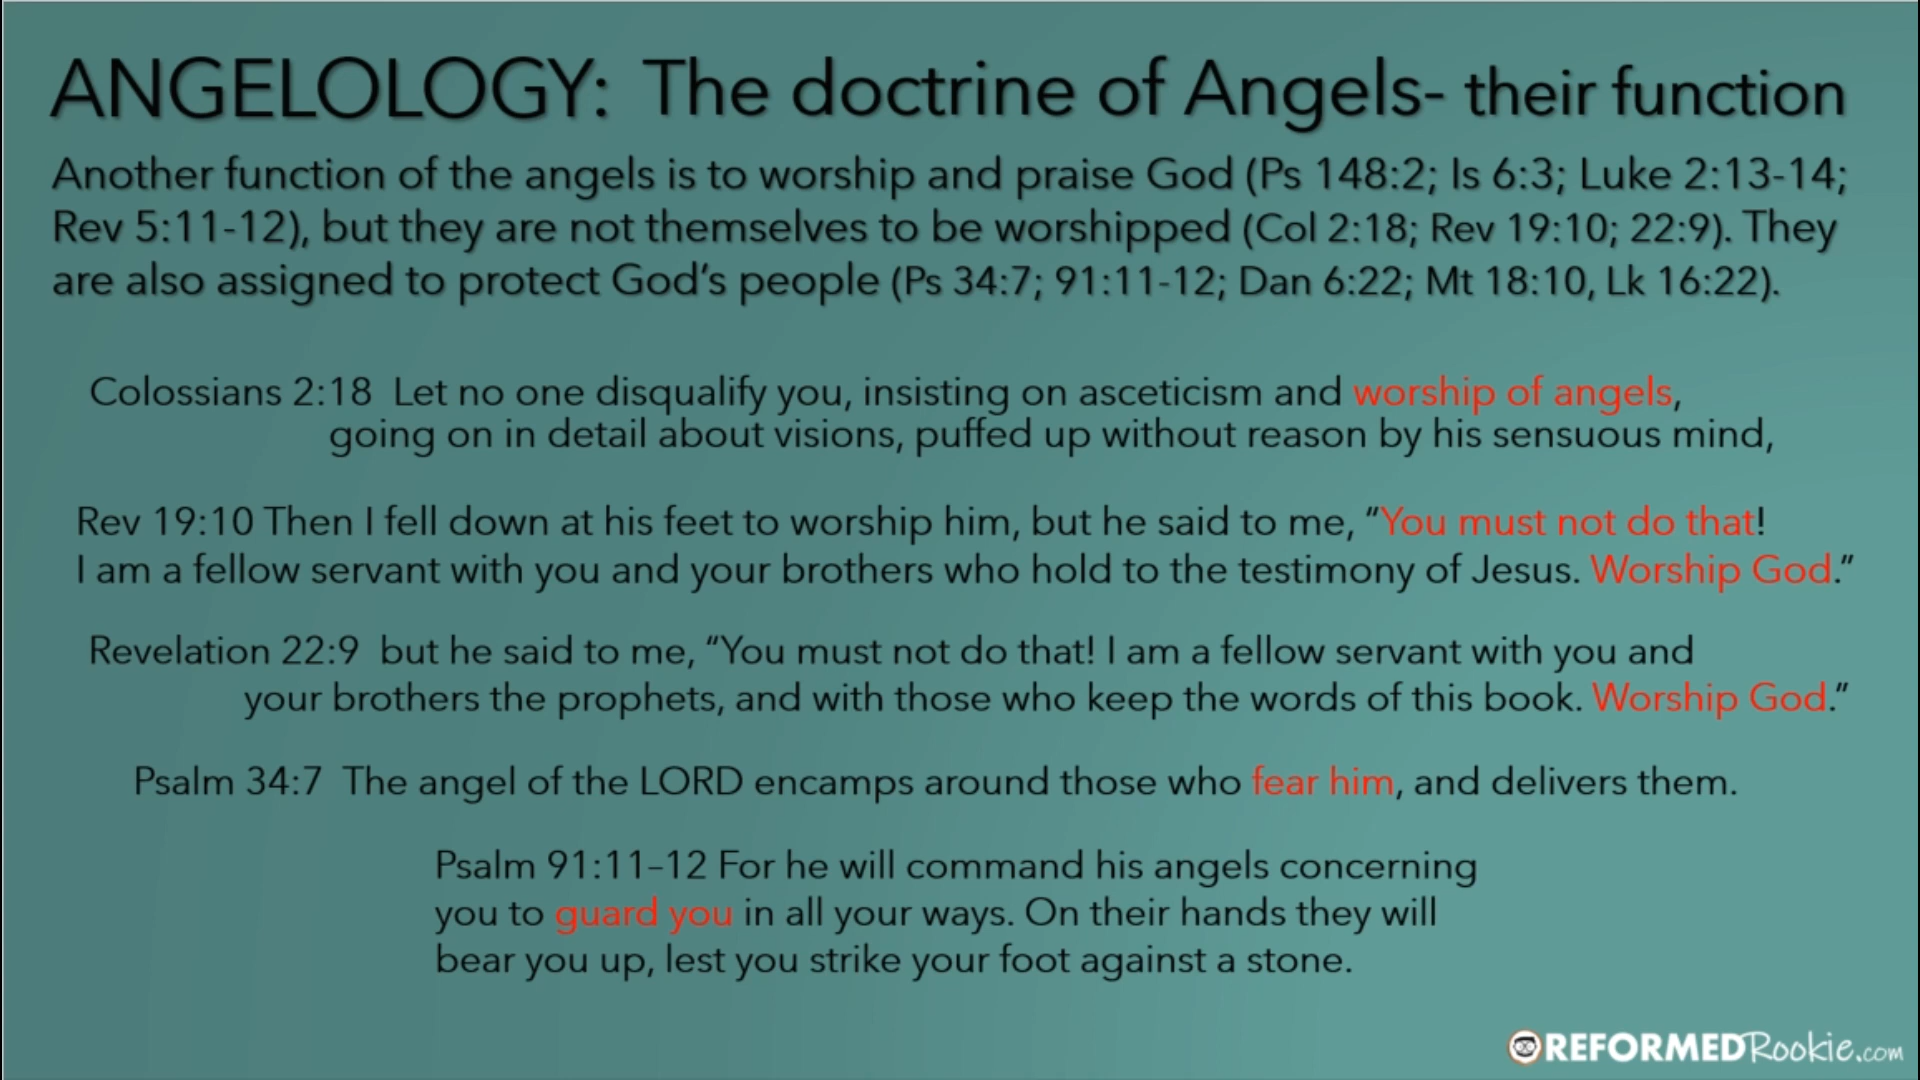 ANGELOLOGY: The doctrine of Angels- their function
Another function of the angels is to worship and praise God (Ps 148:2; Is 6:3; Luke 2:13-14;
Rev 5:11-12), but they are not themselves to be worshipped (Col 2:18; Rev 19:10; 22:9). They
are also assigned to protect God's people (Ps 34:7; 91:11-12; Dan 6:22; Mt 18:10, Lk 16:22).
Colossians 2:18 Let no one disqualify you, insisting on asceticism and worship of angels,
going on in detail about visions, puffed up without reason by his sensuous mind,
Rev 19:10 Then I fell down at his feet to worship him, but he said to me, “You must not do that!
I am a fellow servant with you and your brothers who hold to the testimony of Jesus. Worship God.”
Revelation 22:9 but he said to me, “You must not do that! I am a fellow servant with you and
your brothers the prophets, and with those who keep the words of this book. Worship God.”
Psalm 34:7 The angel of the LORD encamps around those who fear him, and delivers them.
Psalm 91:11–12 For he will command his angels concerning
you to guard you in all your ways. On their hands they will
bear you up, lest you strike your foot against a stone.
REFORMEDRookie.com